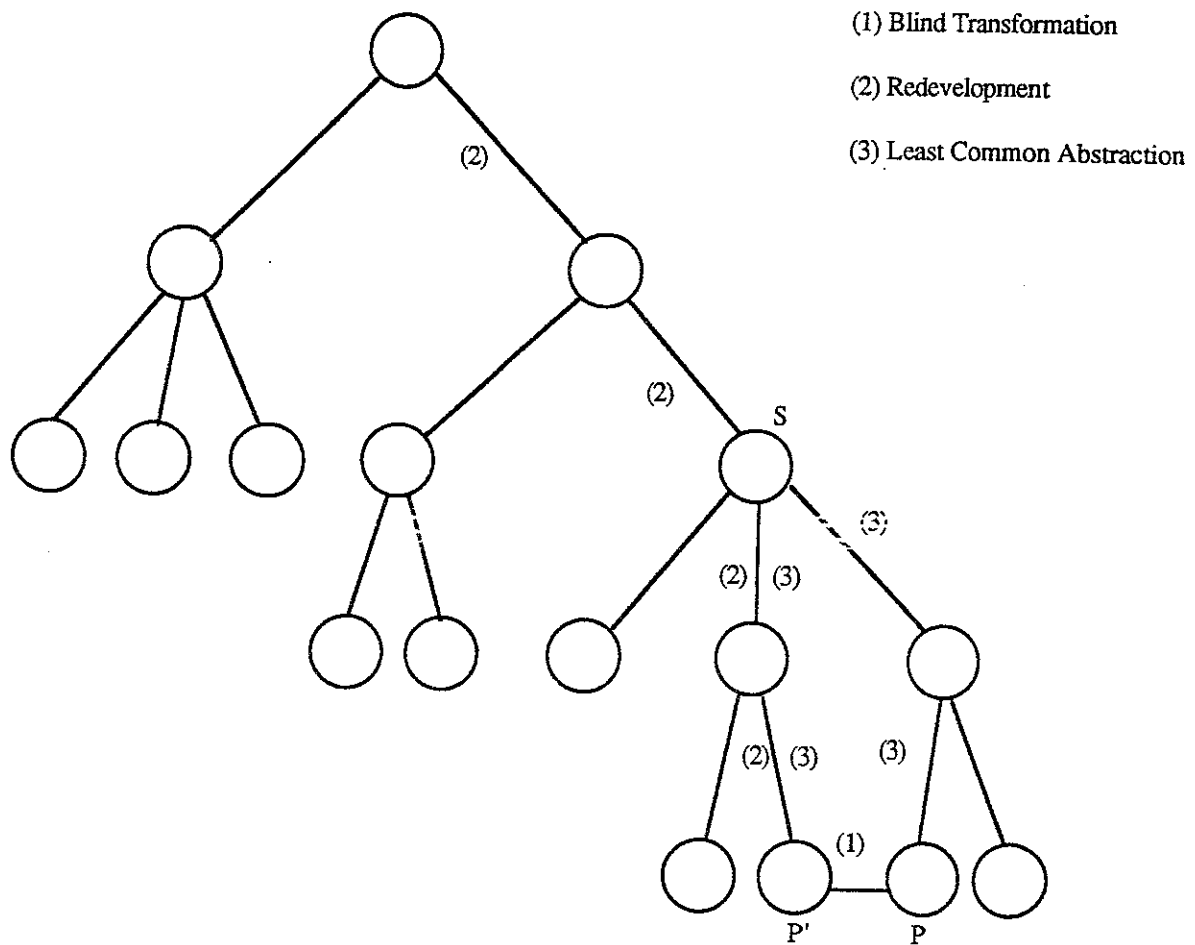 (1) Blind Transformation
(2) Redevelopment
(3) Least Common Abstraction
(2)
(2)
S
(3)
(2) (3)
(2) (3) (3)
(1)
P' P